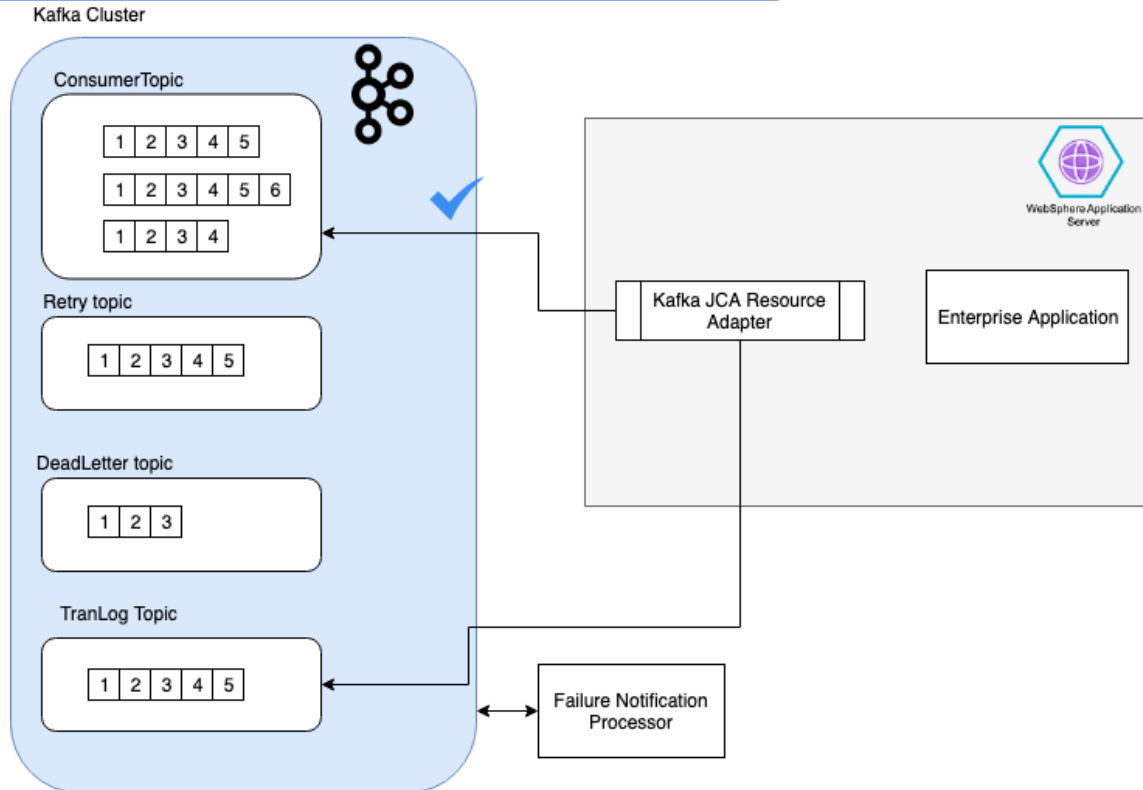 Kafka Cluster
ConsumerTopic
1 2 3 4 5
1 2 3 4 5 6
1 2 3 4
Retry topic
1 2 3 4 5
DeadLetter topic
1 2 3
TranLog Topic
1 2 3 4 5
WebSphere Application
Server
Kafka JCA Resource
Adapter
Enterprise Application
Failure Notification
Processor